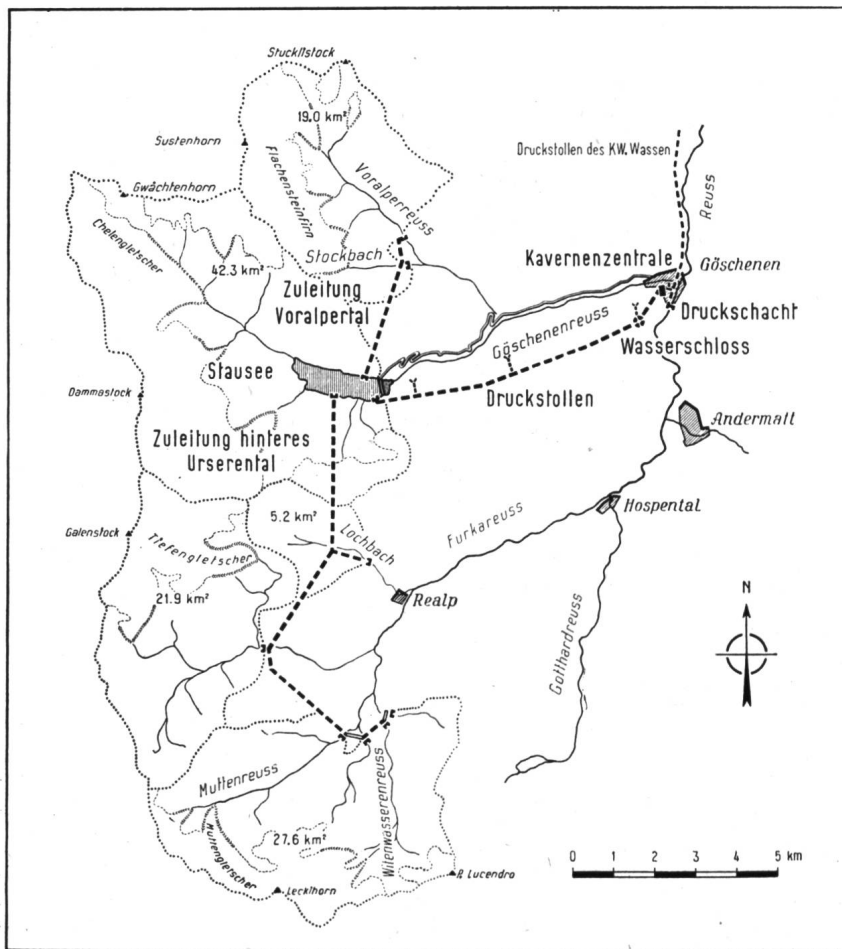 Stucklistock
19.0 km²
Sustenhorn
Druckstollen des KW. Wassen
Reuss
Flachensteinfirn
Voralperreuss
Gwächtenhorn
Chelengletscher
Stockbach
42.3 km²
Kavernenzentrale
Göschenen
Zuleitung
Voralpertal
Druckschacht
Göschenenreuss
Wasserschloss
Stausee
Dammastock
Druckstollen
Andermatt
Zuleitung hinteres
Urserental
Hospental
5.2 km²
Furkareuss
Lochbach
Galenstock
Tiefengletscher
21.9 km²
Realp
N
Gotthardreuss
Muttenreuss
Witenwasserenreuss
27.6 km²
Muttengletscher
Leckihorn
P. Lucendro
0 1 2 3 4 5 km